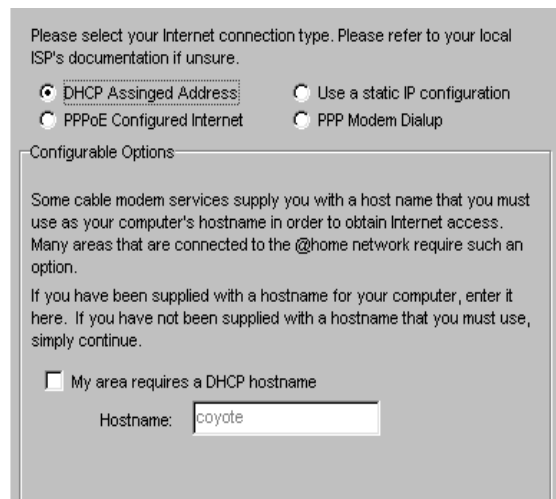 Please select your Internet connection type. Please refer to your local
ISP's documentation if unsure.
DHCP Assinged Address
Use a static IP configuration
PPPoE Configured Internet
PPP Modem Dialup
Configurable Options
Some cable modem services supply you with a host name that you must
use as your computer's hostname in order to obtain Internet access.
Many areas that are connected to the @home network require such an
option.
If you have been supplied with a hostname for your computer, enter it
here. If you have not been supplied with a hostname that you must use,
simply continue.
My area requires a DHCP hostname
Hostname:
coyote